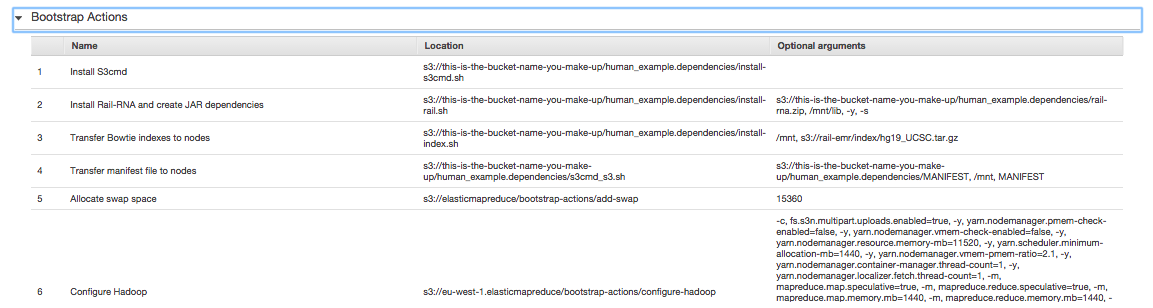 Bootstrap Actions
Name Location Optional arguments
1 Install S3cmd s3://this-is-the-bucket-name-you-make-up/human_example.dependencies/install-
s3cmd.sh
2 Install Rail-RNA and create JAR dependencies s3://this-is-the-bucket-name-you-make-up/human_example.dependencies/install-
rail.sh
s3://this-is-the-bucket-name-you-make-up/human_example.dependencies/rail-
rna.zip, /mnt/lib, -y, -s
3 Transfer Bowtie indexes to nodes s3://this-is-the-bucket-name-you-make-up/human_example.dependencies/install-
index.sh
/mnt, s3://rail-emr/index/hg19_UCSC.tar.gz
4 Transfer manifest file to nodes s3://this-is-the-bucket-name-you-make-
up/human_example.dependencies/s3cmd_s3.sh
s3://this-is-the-bucket-name-you-make-
up/human_example.dependencies/MANIFEST, /mnt, MANIFEST
5 Allocate swap space s3://elasticmapreduce/bootstrap-actions/add-swap 15360
6 Configure Hadoop s3://eu-west-1.elasticmapreduce/bootstrap-actions/configure-hadoop
-c, fs.s3n.multipart.uploads.enabled=true, -y, yarn.nodemanager.pmem-check-
enabled=false, -y, yarn.nodemanager.vmem-check-enabled=false, -y,
yarn.nodemanager.resource.memory-mb=11520, -y, yarn.scheduler.minimum-
allocation-mb=1440, -y, yarn.nodemanager.vmem-pmem-ratio=2.1, -y,
yarn.nodemanager.container-manager.thread-count=1, -y,
yarn.nodemanager.localizer.fetch.thread-count=1, -m,
mapreduce.map.speculative=true, -m, mapreduce.reduce.speculative=true, -m,
mapreduce.map.memory.mb=1440, -m, mapreduce.reduce.memory.mb=1440, -